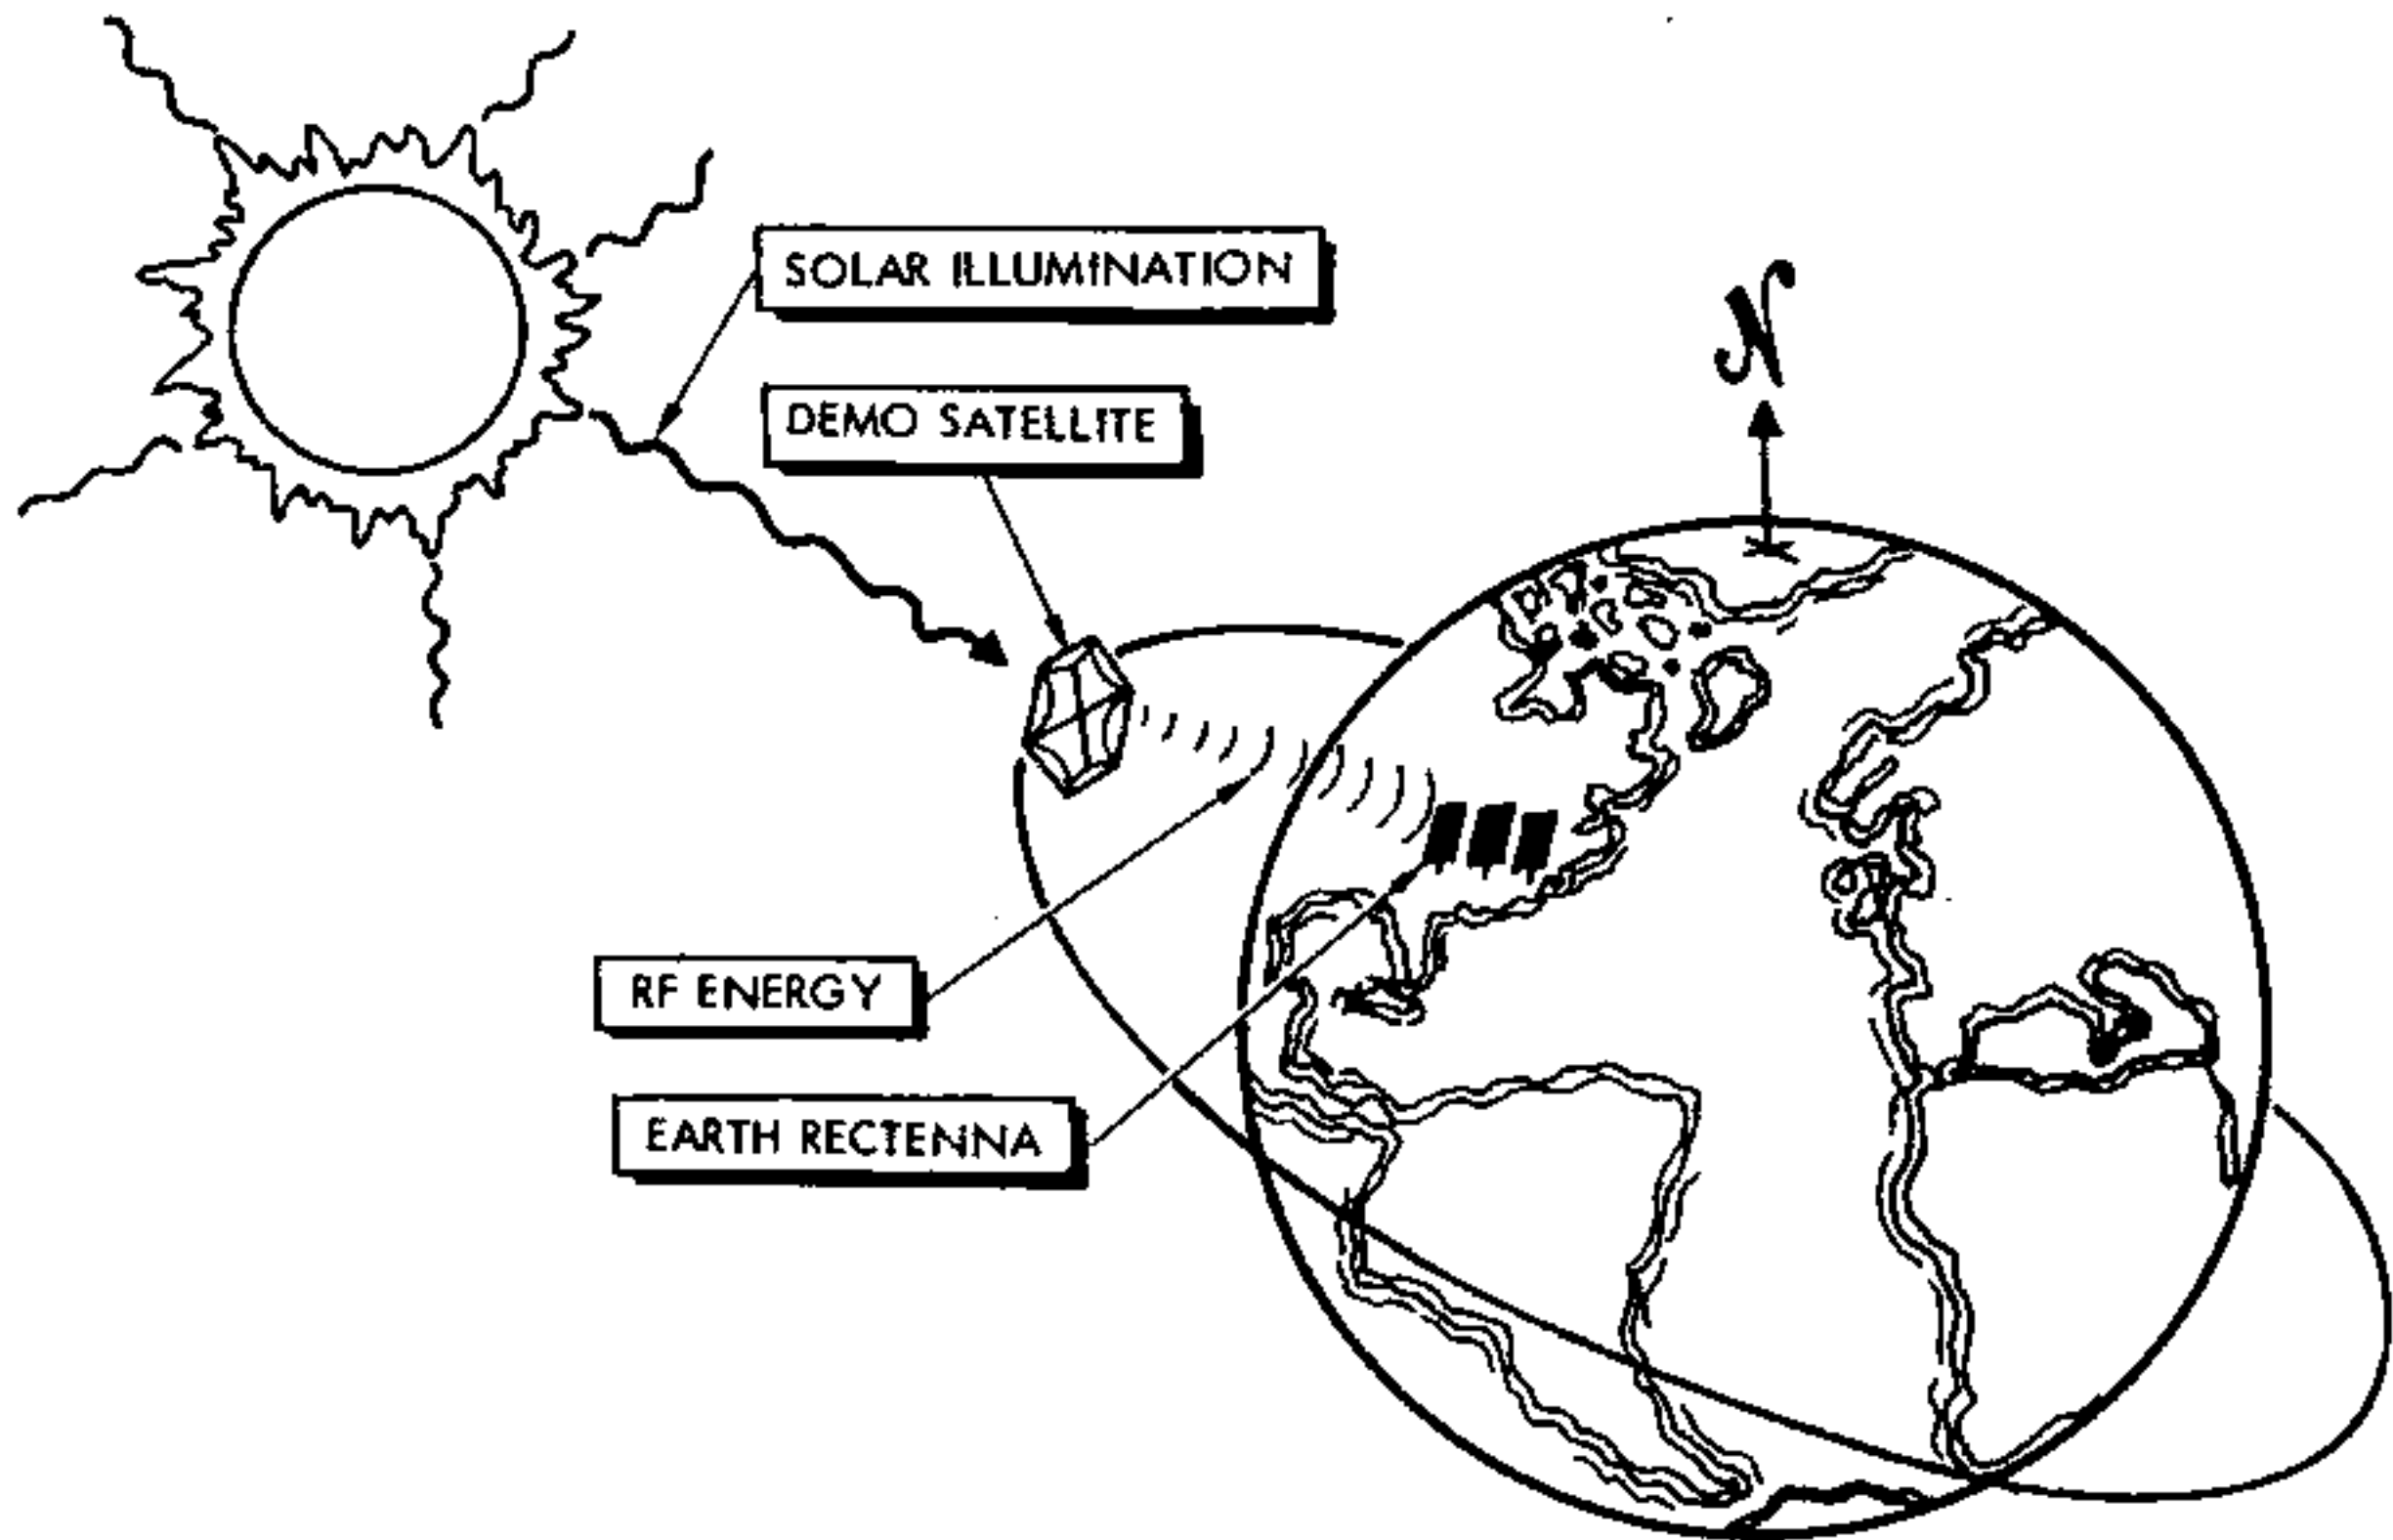 SOLAR ILLUMINATION
DEMO SATELLITE
N
RF ENERGY
EARTH RECTENNA